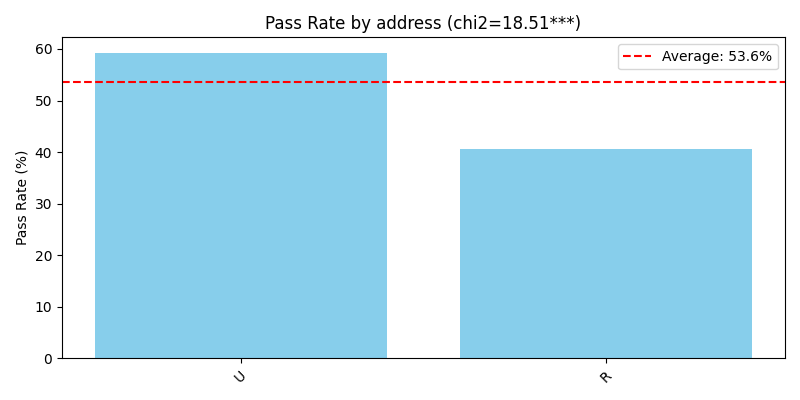 Pass Rate by address (chi2=18.51***)
Average: 53.6%
Pass Rate (%)
60
50
40
30
20
10
0
U
R